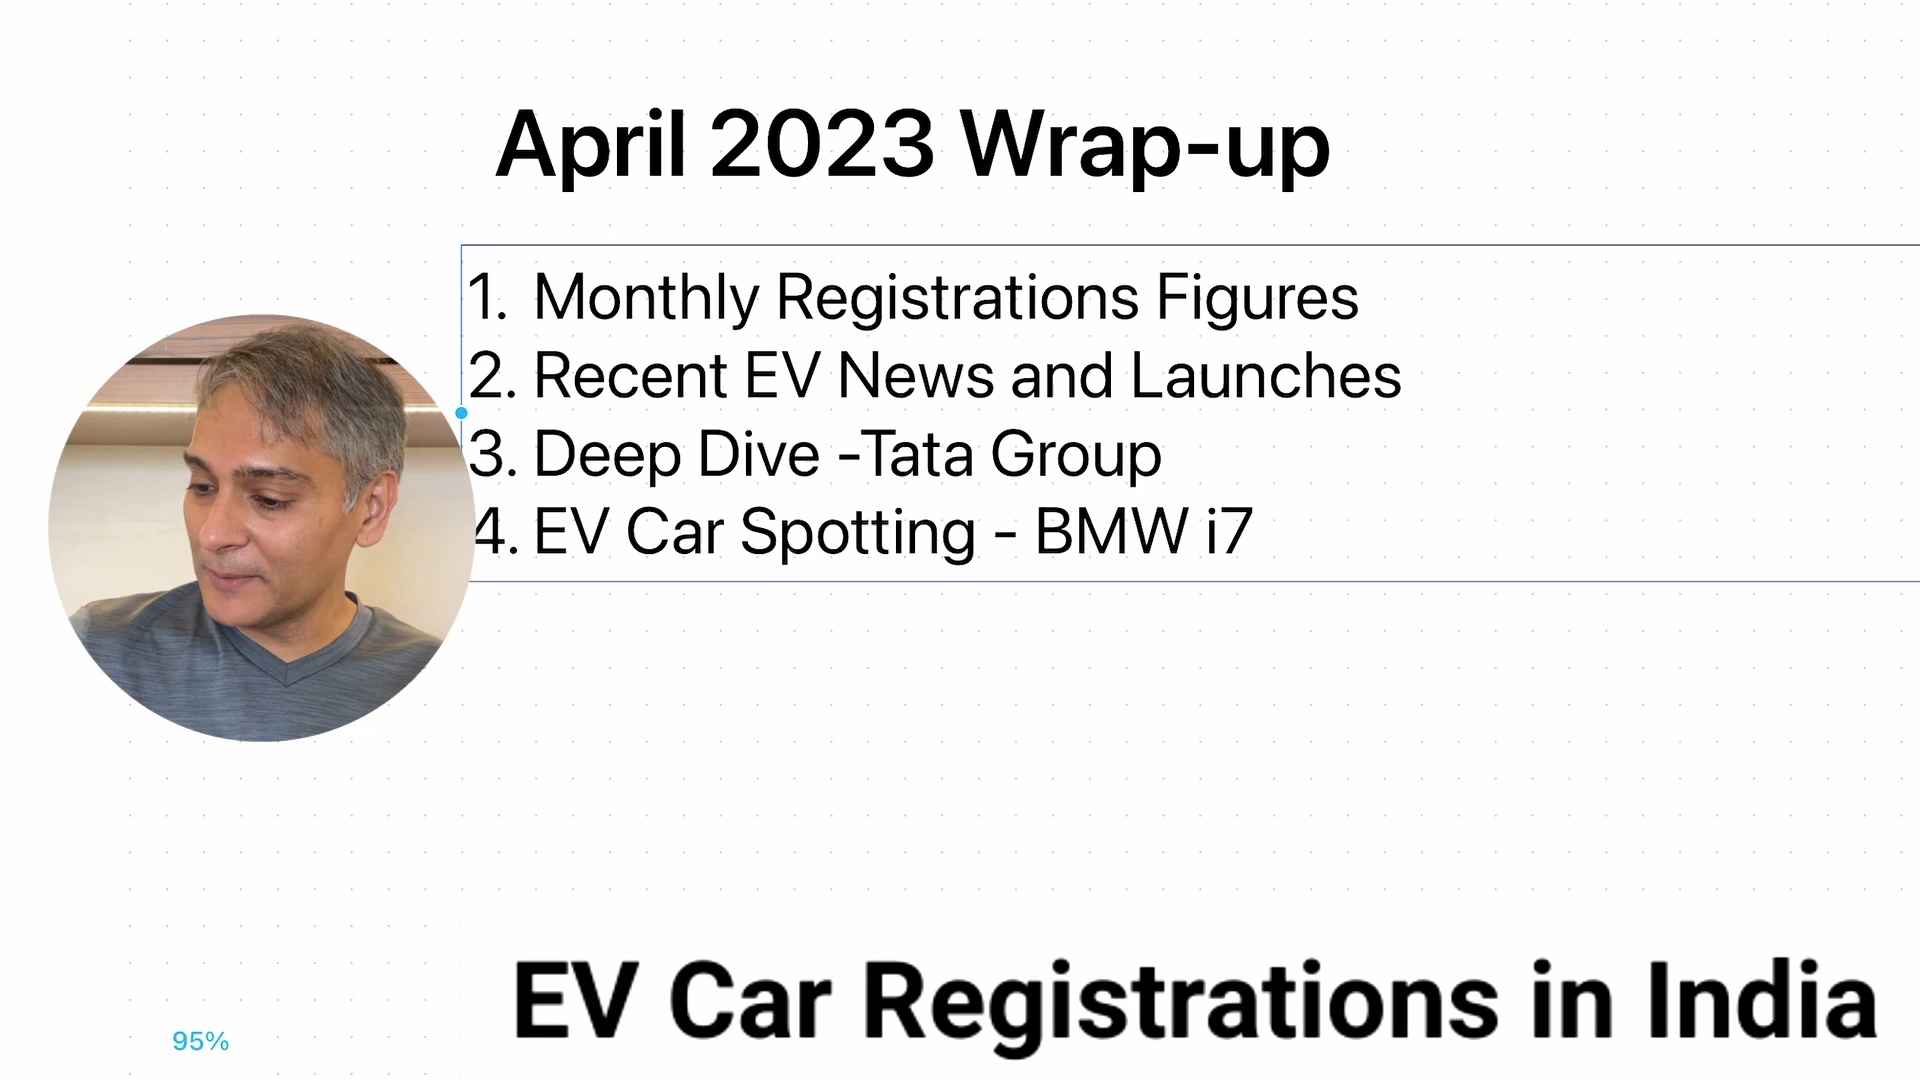 April 2023 Wrap-up
1. Monthly Registrations Figures
2. Recent EV News and Launches
3. Deep Dive -Tata Group
4. EV Car Spotting - BMW i7
EV Car Registrations in India
95%